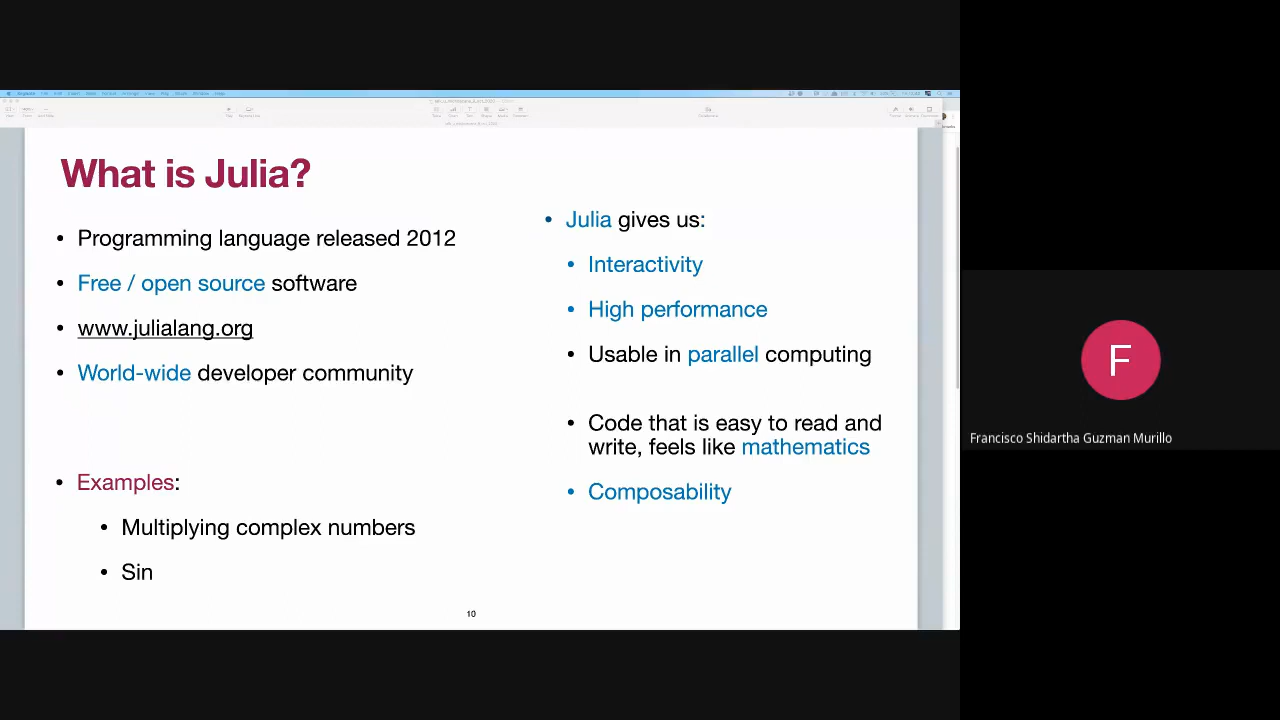 What is Julia?
• Programming language released 2012
• Free / open source software
• www.julialang.org
• World-wide developer community
• Examples:
• Multiplying complex numbers
• Sin
• Julia gives us:
• Interactivity
• High performance
• Usable in parallel computing
• Code that is easy to read and
write, feels like mathematics
• Composability
10
F
Francisco Shidartha Guzman Murillo